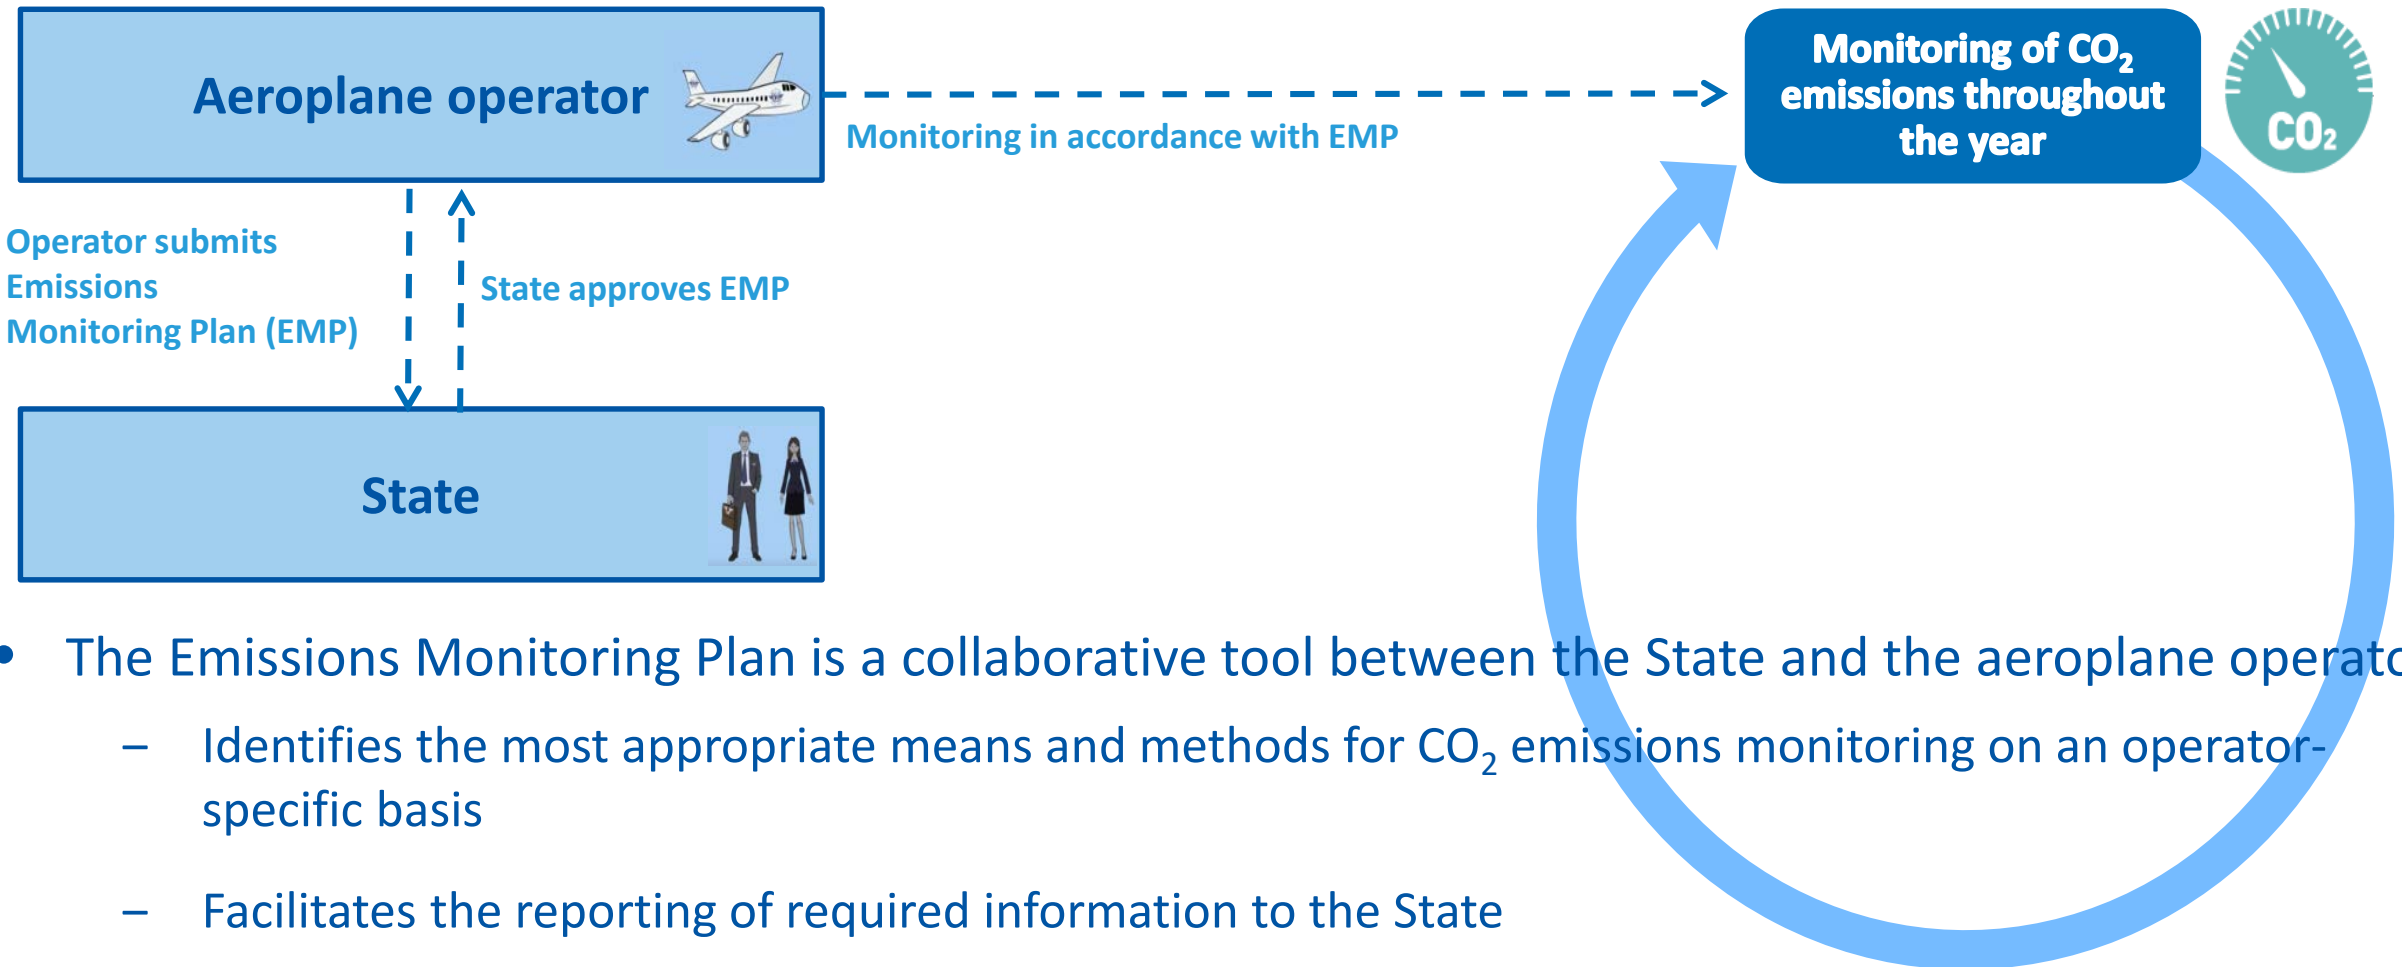 Aeroplane operator
Monitoring of CO₂
emissions throughout
the year
CO₂
Monitoring in accordance with EMP
Operator submits
Emissions
Monitoring Plan (EMP)
State approves EMP
State
• The Emissions Monitoring Plan is a collaborative tool between the State and the aeroplane operato
– Identifies the most appropriate means and methods for CO₂ emissions monitoring on an operator-
specific basis
– Facilitates the reporting of required information to the State